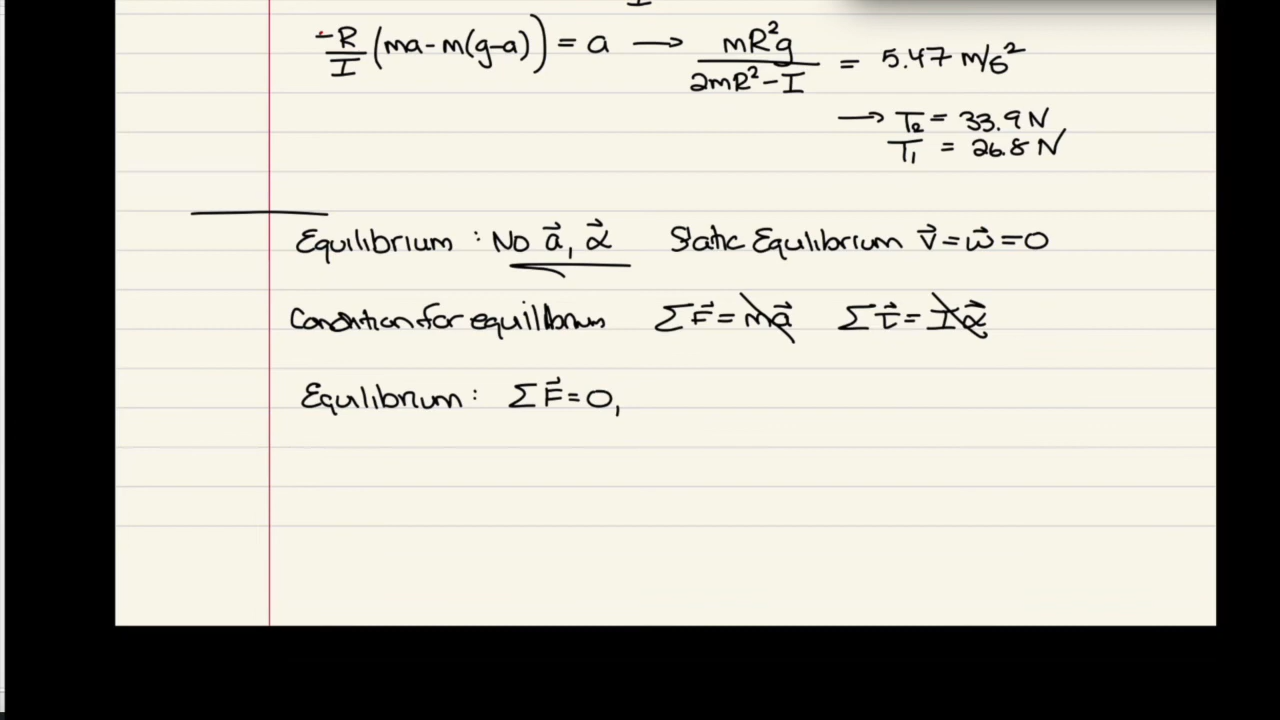 -R/I (ma-m(g-a)) = a → mR²g / 2mR²-I = 5.47 m/s²
→ T₂ = 33.9 N
T₁ = 26.8 N
Equilibrium : No a⃗, α⃗ Static Equilibrium v⃗=ω⃗=0
Condition for equilibrium ΣF⃗=ma⃗ Στ⃗=Iα⃗
Equilibrium: ΣF⃗=0,